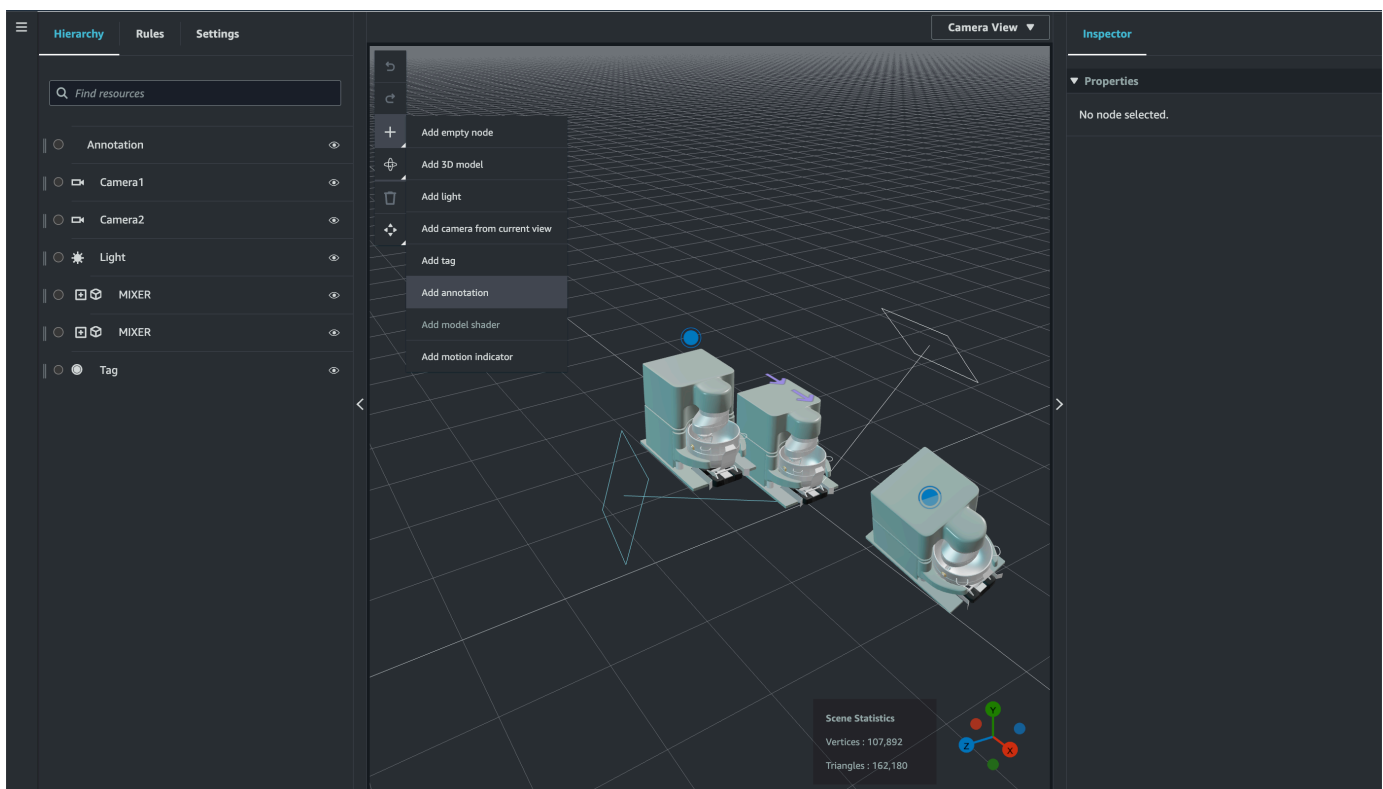 Hierarchy Rules Settings
Find resources
Annotation
Camera1
Camera2
Light
MIXER
MIXER
Tag
Camera View
Add empty node
Add 3D model
Add light
Add camera from current view
Add tag
Add annotation
Add model shader
Add motion indicator
Scene Statistics
Vertices : 107,892
Triangles : 162,180
Y
Z
X
Inspector
Properties
No node selected.